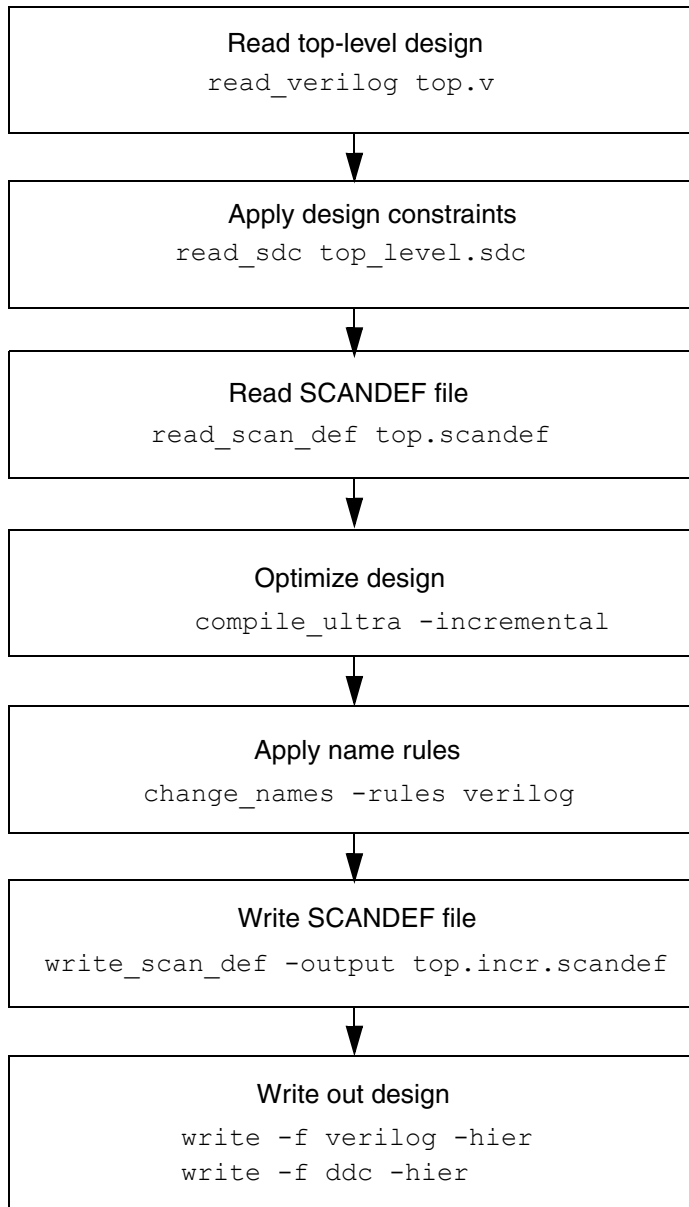 Read top-level design
read_verilog top.v
Apply design constraints
read_sdc top_level.sdc
Read SCANDEF file
read_scan_def top.scandef
Optimize design
compile_ultra -incremental
Apply name rules
change_names -rules verilog
Write SCANDEF file
write_scan_def -output top.incr.scandef
Write out design
write -f verilog -hier
write -f ddc -hier